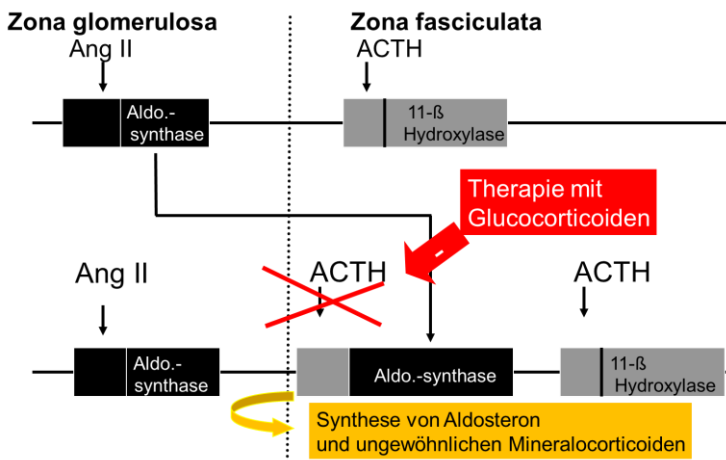 Zona glomerulosa
Zona fasciculata
Ang II
ACTH
Aldo.-
synthase
11-ß
Hydroxylase
Therapie mit
Glucocorticoiden
-
Ang II
ACTH
ACTH
Aldo.-
synthase
Aldo.-synthase
11-ß
Hydroxylase
Synthese von Aldosteron
und ungewöhnlichen Mineralocorticoiden